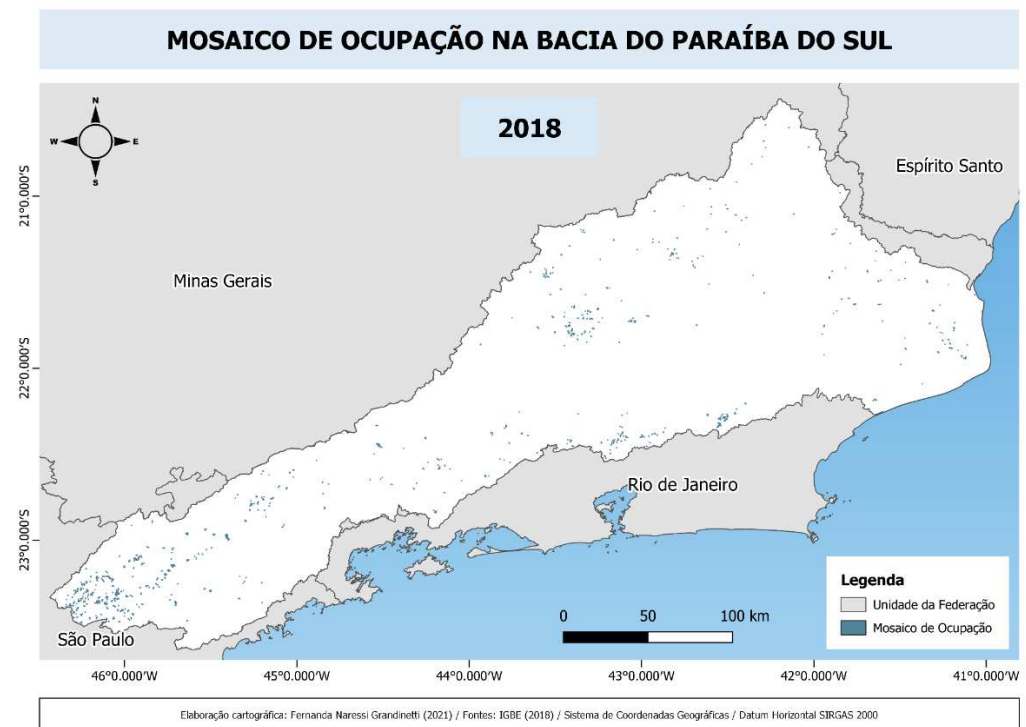 MOSAICO DE OCUPAÇÃO NA BACIA DO PARAÍBA DO SUL
2018
N
W
E
S
Espírito Santo
Minas Gerais
Rio de Janeiro
São Paulo
21°0.000'S
22°0.000'S
23°0.000'S
0 50 100 km
Legenda
Unidade da Federação
Mosaico de Ocupação
46°0.000'W 45°0.000'W 44°0.000'W 43°0.000'W 42°0.000'W 41°0.000'W
Elaboração cartográfica: Fernanda Naressi Grandinetti (2021) / Fontes: IGBE (2018) / Sistema de Coordenadas Geográficas / Datum Horizontal SIRGAS 2000